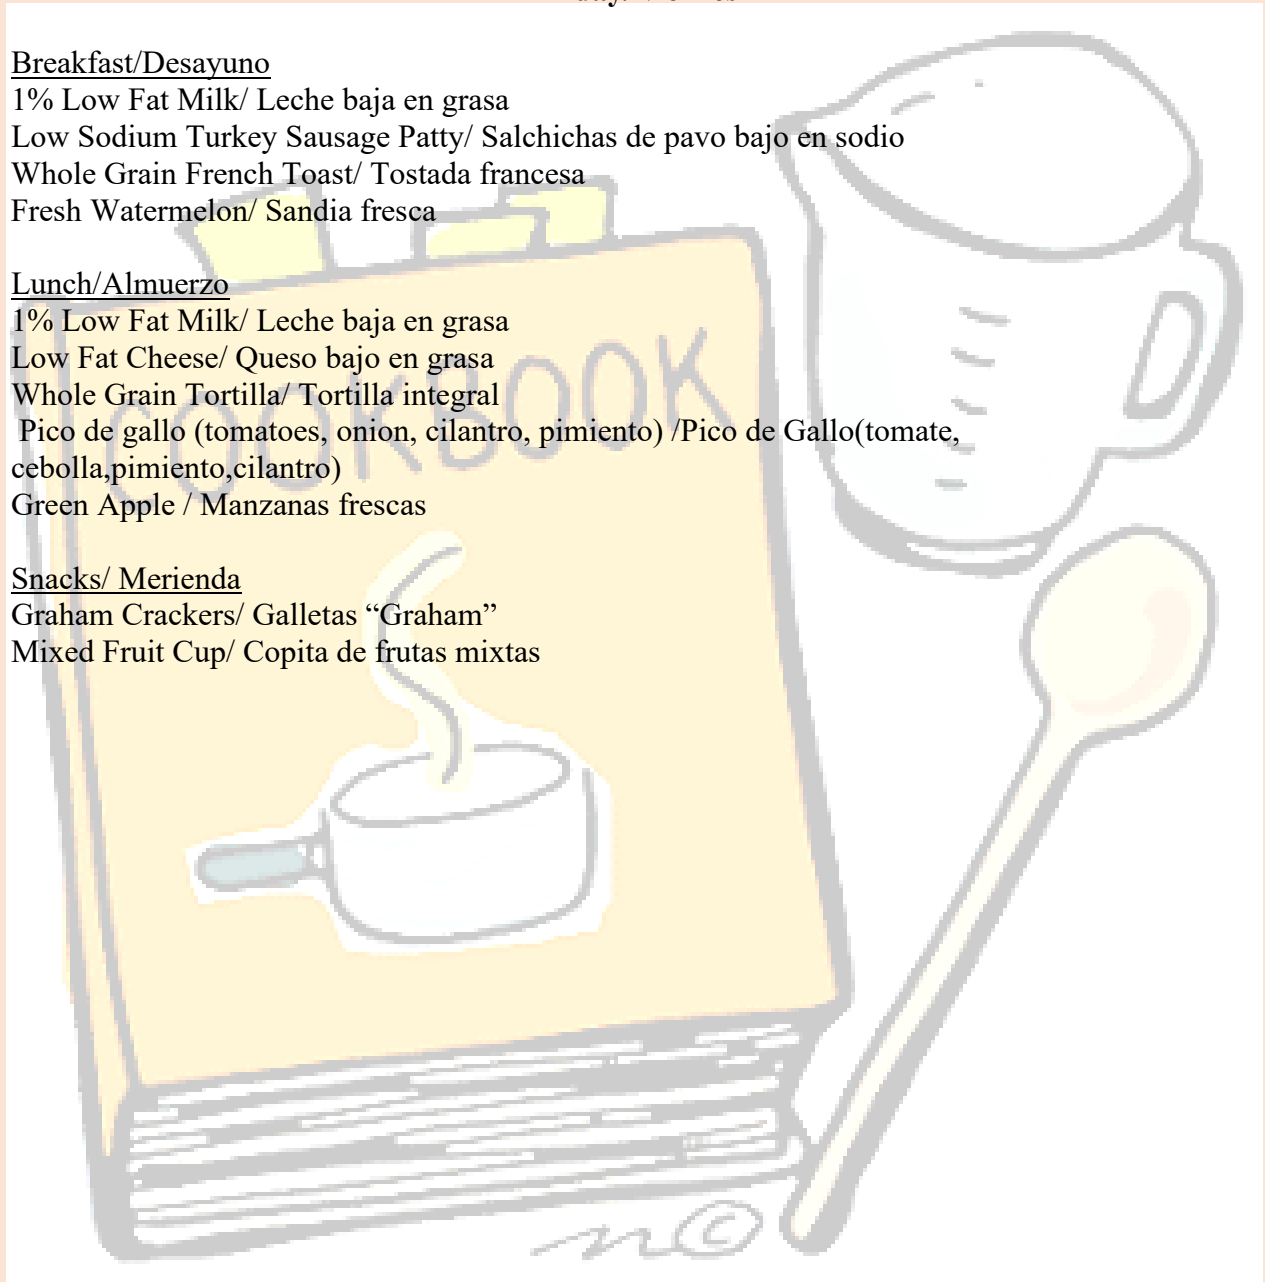 Breakfast/Desayuno
1% Low Fat Milk/ Leche baja en grasa
Low Sodium Turkey Sausage Patty/ Salchichas de pavo bajo en sodio
Whole Grain French Toast/ Tostada francesa
Fresh Watermelon/ Sandia fresca
Lunch/Almuerzo
1% Low Fat Milk/ Leche baja en grasa
Low Fat Cheese/ Queso bajo en grasa
Whole Grain Tortilla/ Tortilla integral
Pico de gallo (tomatoes, onion, cilantro, pimiento) /Pico de Gallo(tomate,
cebolla,pimiento,cilantro)
Green Apple / Manzanas frescas
Snacks/ Merienda
Graham Crackers/ Galletas “Graham”
Mixed Fruit Cup/ Copita de frutas mixtas
COOKBOOK
©